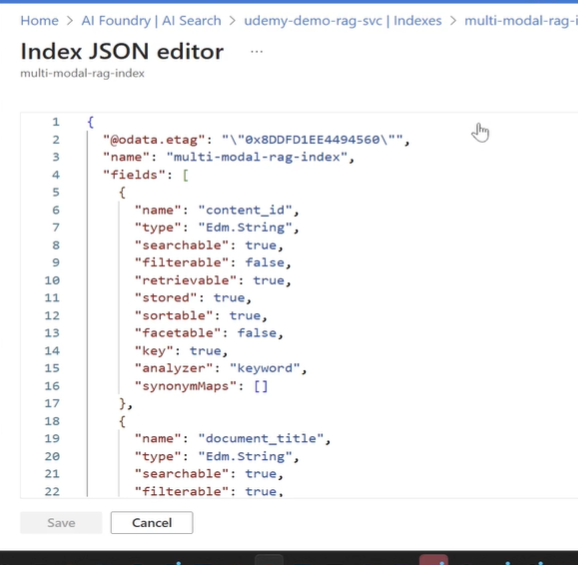 Home > AI Foundry | AI Search > udemy-demo-rag-svc | Indexes > multi-modal-rag-i
Index JSON editor ...
multi-modal-rag-index
1 {
2 "@odata.etag": "\"0x8DDFD1EE4494560\"",
3 "name": "multi-modal-rag-index",
4 "fields": [
5 {
6 "name": "content_id",
7 "type": "Edm.String",
8 "searchable": true,
9 "filterable": false,
10 "retrievable": true,
11 "stored": true,
12 "sortable": true,
13 "facetable": false,
14 "key": true,
15 "analyzer": "keyword",
16 "synonymMaps": []
17 },
18 {
19 "name": "document_title",
20 "type": "Edm.String",
21 "searchable": true,
22 "filterable": true,
Save Cancel